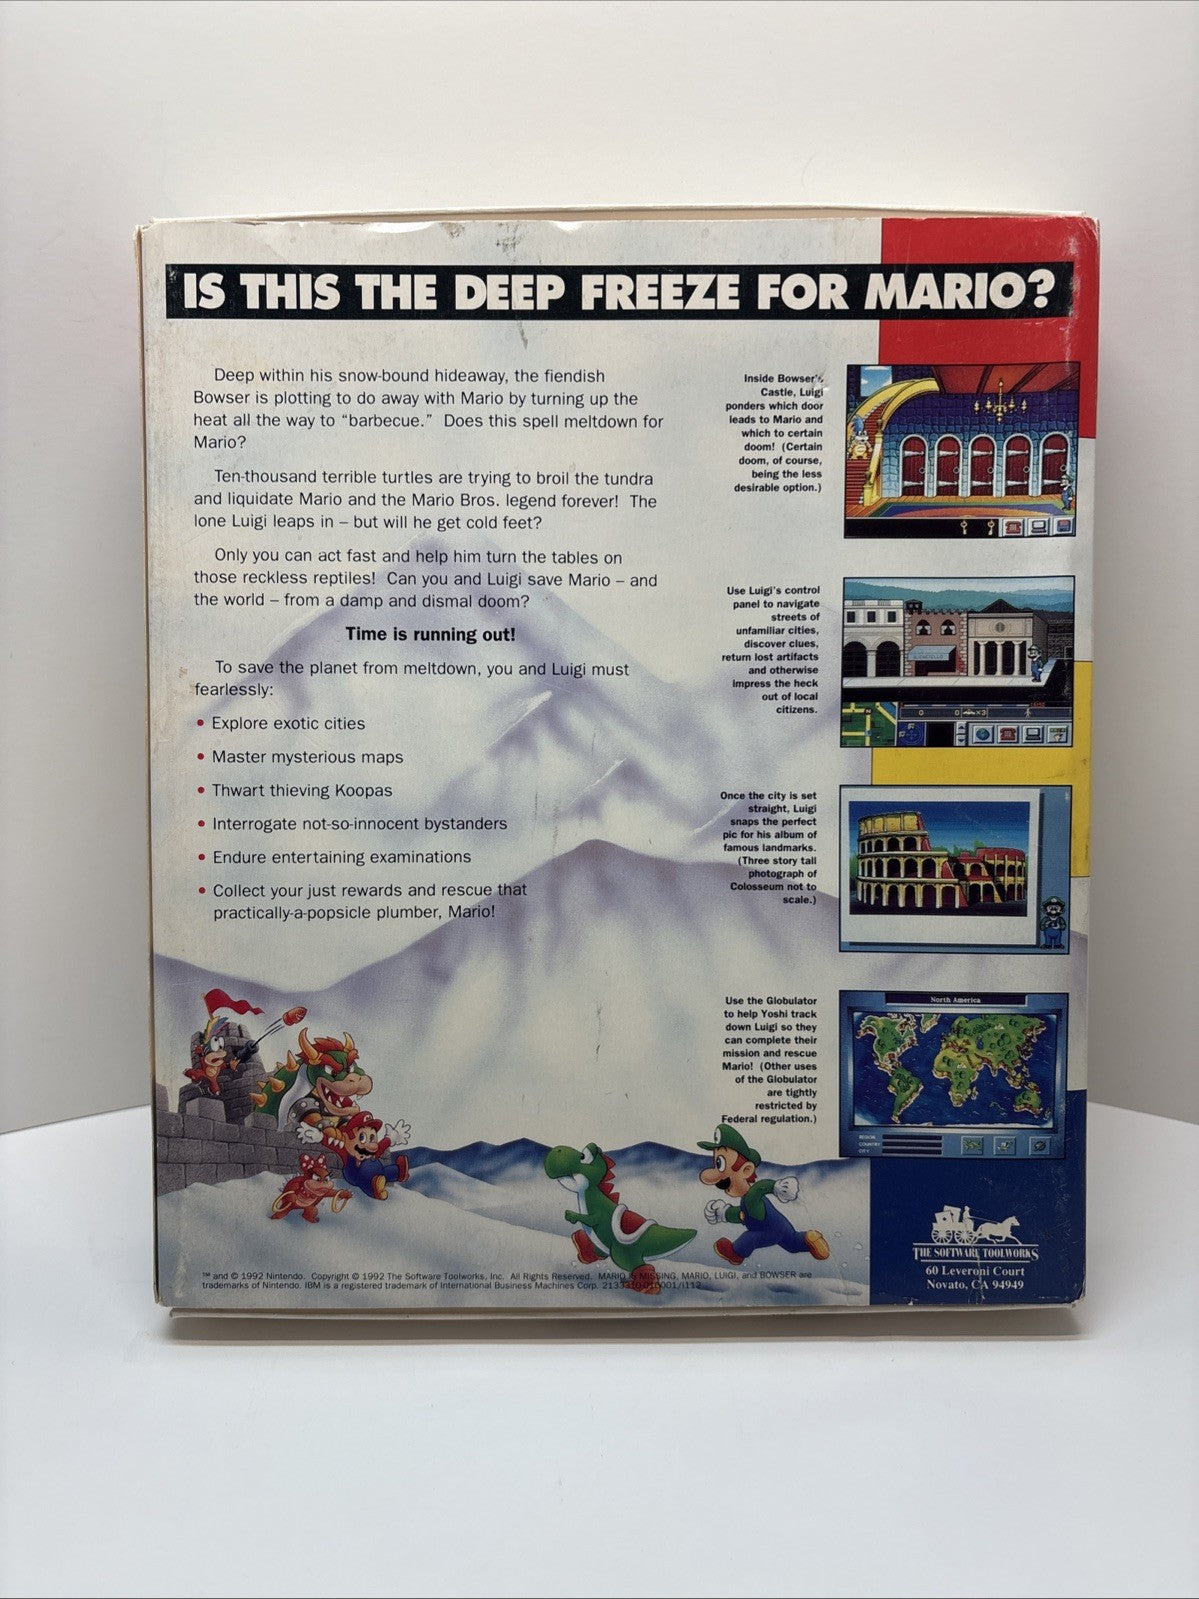 IS THIS THE DEEP FREEZE FOR MARIO?
Deep within his snow-bound hideaway, the fiendish
Bowser is plotting to do away with Mario by turning up the
heat all the way to “barbecue.” Does this spell meltdown for
Mario?
Ten-thousand terrible turtles are trying to broil the tundra
and liquidate Mario and the Mario Bros. legend forever! The
lone Luigi leaps in – but will he get cold feet?
Only you can act fast and help him turn the tables on
those reckless reptiles! Can you and Luigi save Mario – and
the world – from a damp and dismal doom?
Time is running out!
To save the planet from meltdown, you and Luigi must
fearlessly:
• Explore exotic cities
• Master mysterious maps
• Thwart thieving Koopas
• Interrogate not-so-innocent bystanders
• Endure entertaining examinations
• Collect your just rewards and rescue that
practically-a-popsicle plumber, Mario!
Inside Bowser's
Castle, Luigi
ponders which door
leads to Mario and
which to certain
doom! (Certain
doom, of course,
being the less
desirable option.)
Use Luigi's control
panel to navigate
streets of
unfamiliar cities,
discover clues,
return lost artifacts
and otherwise
impress the heck
out of local
citizens.
Once the city is set
straight, Luigi
snaps the perfect
pic for his album of
famous landmarks.
(Three story tall
photograph of
Colosseum not to
scale.)
Use the Globulator
to help Yoshi track
down Luigi so they
can complete their
mission and rescue
Mario! (Other uses
of the Globulator
are tightly
restricted by
Federal regulation.)
North America
REGION
COUNTRY
CITY
THE SOFTWARE TOOLWORKS
60 Leveroni Court
Novato, CA 94949
™ and © 1992 Nintendo. Copyright © 1992 The Software Toolworks, Inc. All Rights Reserved. MARIO IS MISSING, MARIO, LUIGI, and BOWSER are
trademarks of Nintendo. IBM is a registered trademark of International Business Machines Corp.